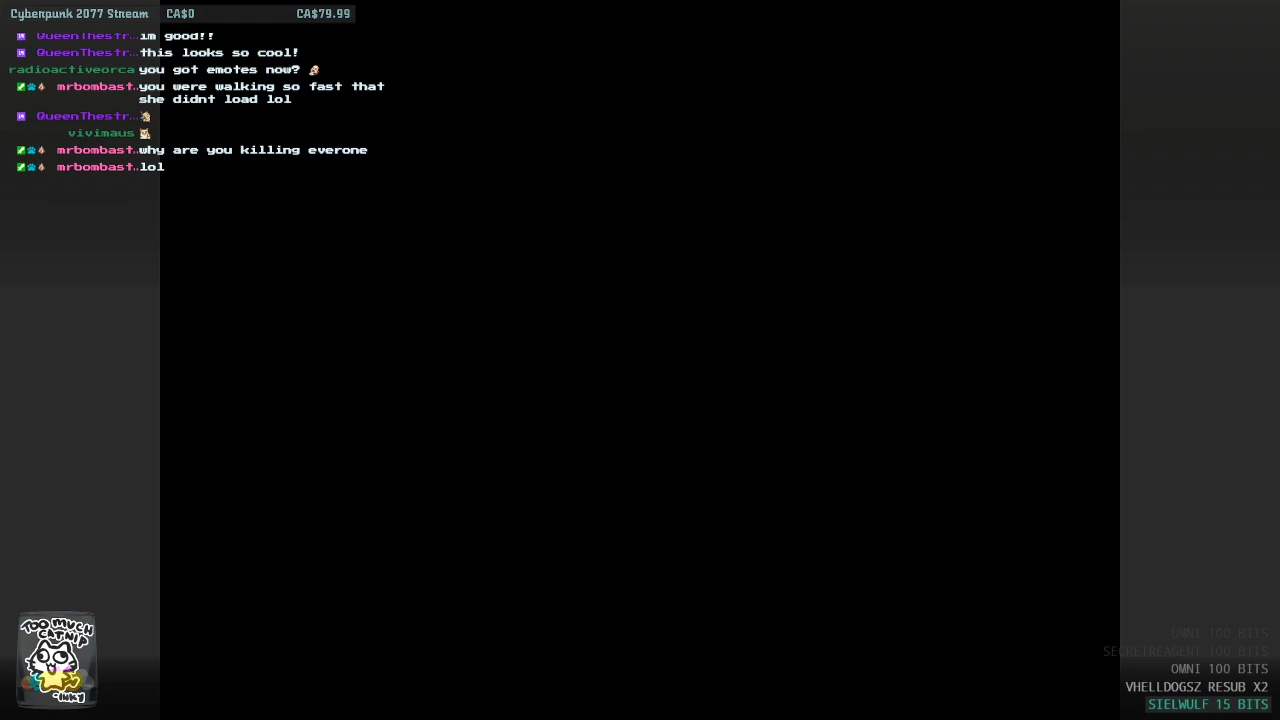 Cyberpunk 2077 Stream CA$0 CA$79.99
QueenThestr… im good!!
QueenThestr… this looks so cool!
radioactiveorca you got emotes now?
mrbombast… you were walking so fast that
she didnt load lol
QueenThestr…
vivimaus
mrbombast… why are you killing everone
mrbombast… lol
TOO MUCH
CATNIP
-INKY
OMNI 100 BITS
SECRETREAGENT 100 BITS
OMNI 100 BITS
VHELLDOGSZ RESUB X2
SIELWULF 15 BITS